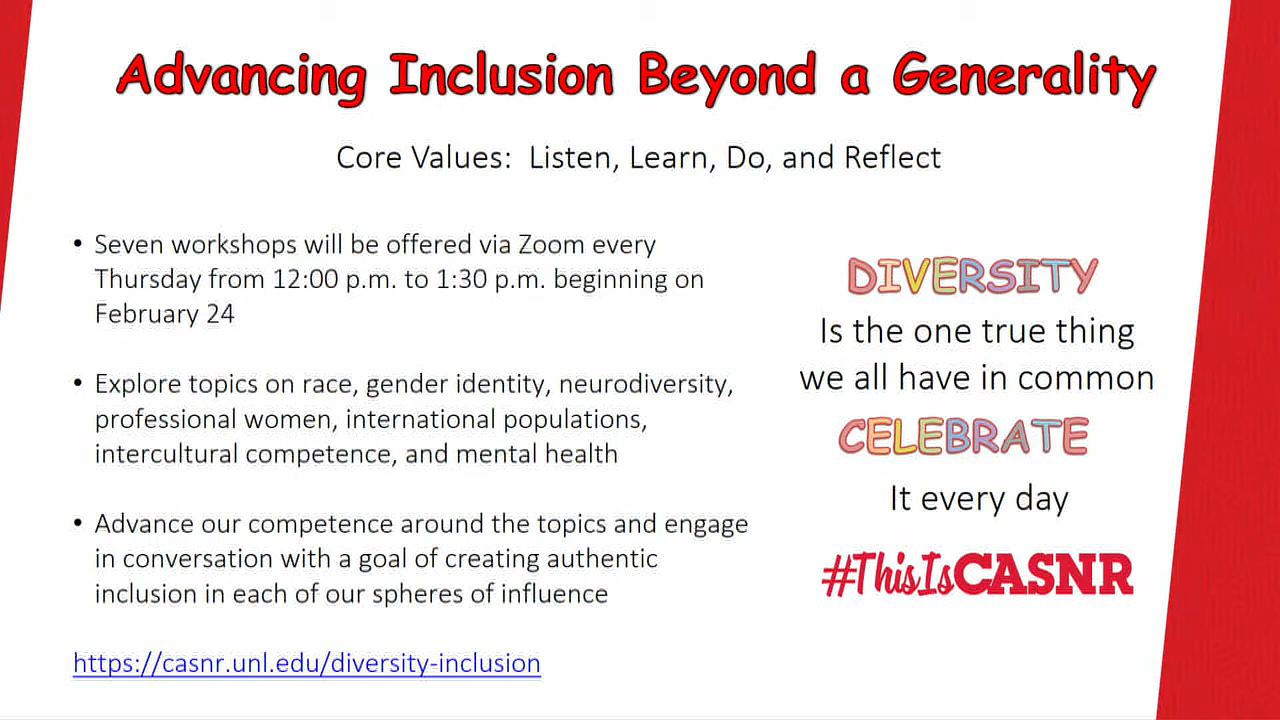 Advancing Inclusion Beyond a Generality
Core Values:  Listen, Learn, Do, and Reflect
• Seven workshops will be offered via Zoom every
Thursday from 12:00 p.m. to 1:30 p.m. beginning on
February 24
• Explore topics on race, gender identity, neurodiversity,
professional women, international populations,
intercultural competence, and mental health
• Advance our competence around the topics and engage
in conversation with a goal of creating authentic
inclusion in each of our spheres of influence
https://casnr.unl.edu/diversity-inclusion
DIVERSITY
Is the one true thing
we all have in common
CELEBRATE
It every day
#ThisIsCASNR